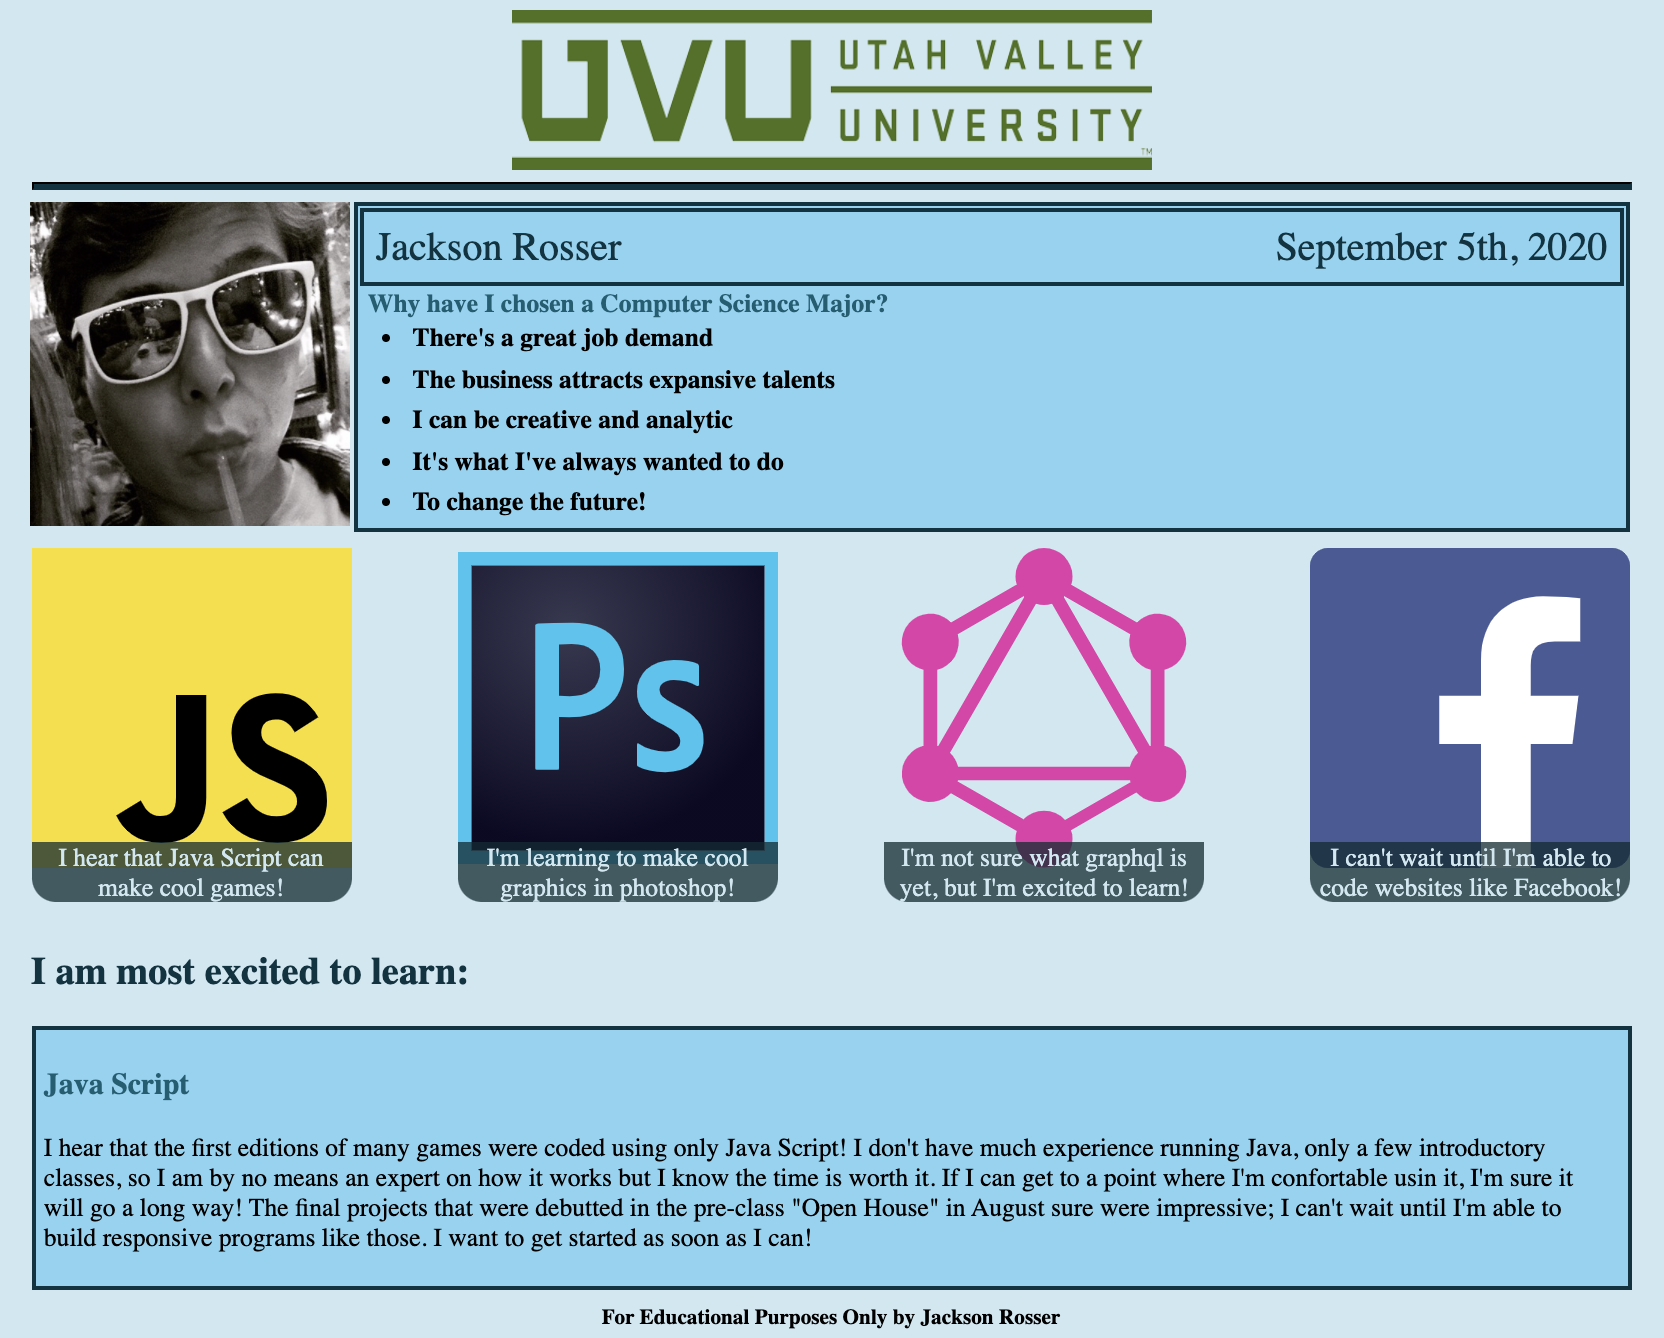 UVU
UTAH VALLEY
UNIVERSITY
TM
Jackson Rosser
September 5th, 2020
Why have I chosen a Computer Science Major?
• There's a great job demand
• The business attracts expansive talents
• I can be creative and analytic
• It's what I've always wanted to do
• To change the future!
JS
Ps
f
I hear that Java Script can
make cool games!
I'm learning to make cool
graphics in photoshop!
I'm not sure what graphql is
yet, but I'm excited to learn!
I can't wait until I'm able to
code websites like Facebook!
I am most excited to learn:
Java Script
I hear that the first editions of many games were coded using only Java Script! I don't have much experience running Java, only a few introductory
classes, so I am by no means an expert on how it works but I know the time is worth it. If I can get to a point where I'm confortable usin it, I'm sure it
will go a long way! The final projects that were debutted in the pre-class "Open House" in August sure were impressive; I can't wait until I'm able to
build responsive programs like those. I want to get started as soon as I can!
For Educational Purposes Only by Jackson Rosser